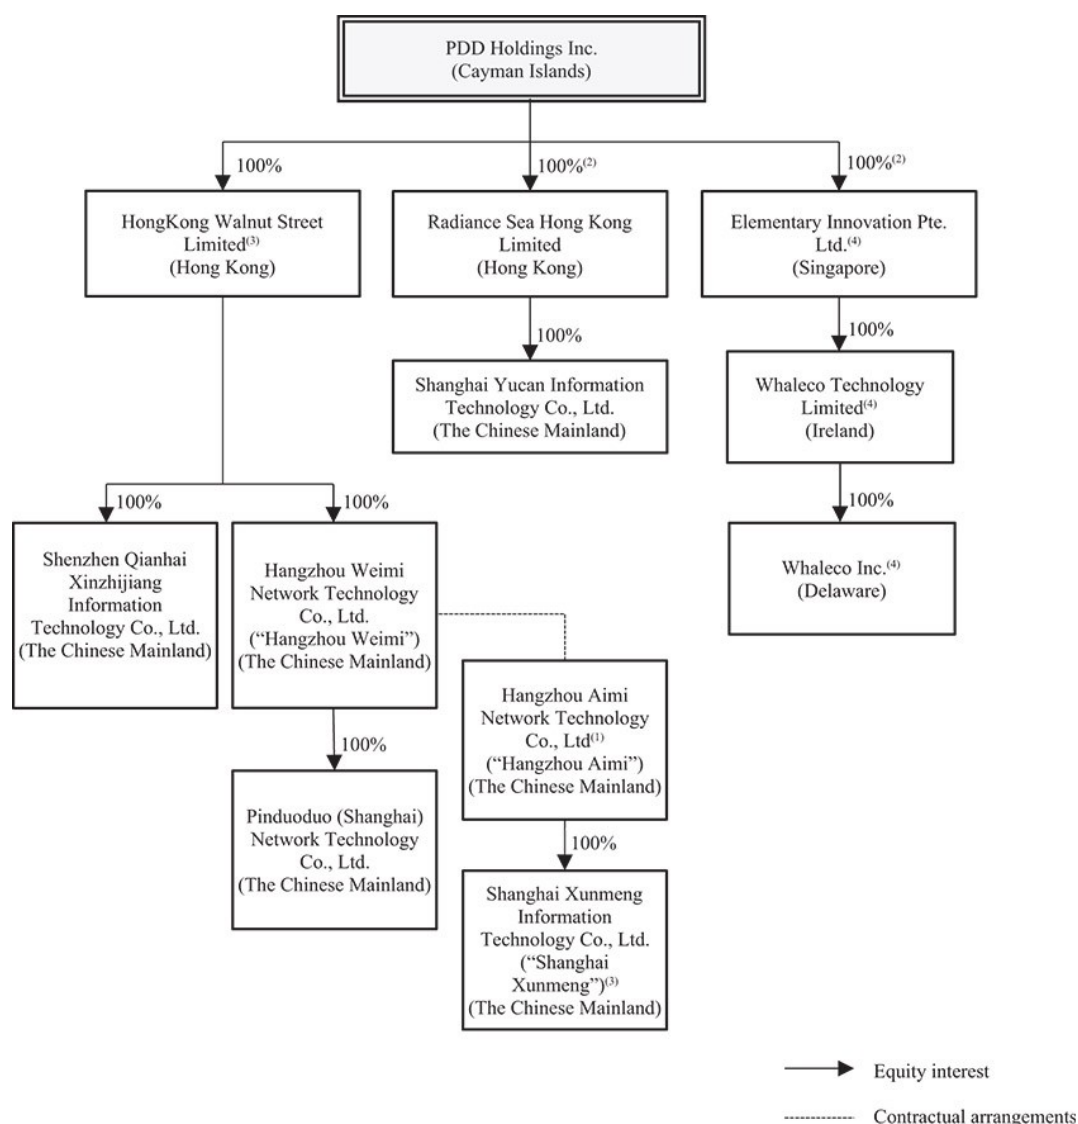 PDD Holdings Inc.
(Cayman Islands)
100%
100%(2)
100%(2)
HongKong Walnut Street
Limited(3)
(Hong Kong)
Radiance Sea Hong Kong
Limited
(Hong Kong)
Elementary Innovation Pte.
Ltd.(4)
(Singapore)
100%
100%
Shanghai Yucan Information
Technology Co., Ltd.
(The Chinese Mainland)
Whaleco Technology
Limited(4)
(Ireland)
100%
100%
100%
Shenzhen Qianhai
Xinzhijiang
Information
Technology Co., Ltd.
(The Chinese Mainland)
Hangzhou Weimi
Network Technology
Co., Ltd.
(“Hangzhou Weimi”)
(The Chinese Mainland)
Whaleco Inc.(4)
(Delaware)
100%
Hangzhou Aimi
Network Technology
Co., Ltd(1)
(“Hangzhou Aimi”)
(The Chinese Mainland)
Pinduoduo (Shanghai)
Network Technology
Co., Ltd.
(The Chinese Mainland)
100%
Shanghai Xunmeng
Information
Technology Co., Ltd.
(“Shanghai
Xunmeng”)(3)
(The Chinese Mainland)
Equity interest
Contractual arrangements